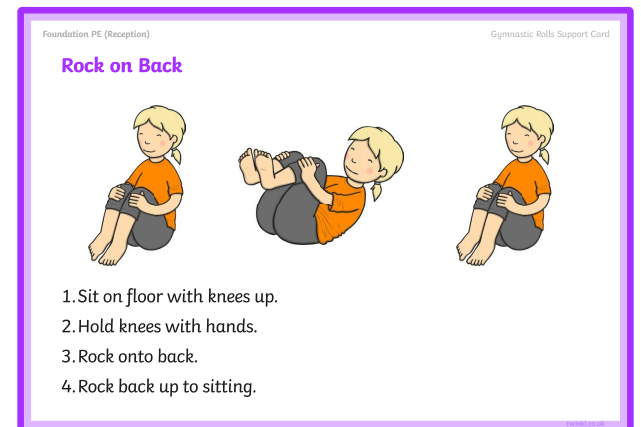 Foundation PE (Reception)
Gymnastic Rolls Support Card
Rock on Back
1. Sit on floor with knees up.
2. Hold knees with hands.
3. Rock onto back.
4. Rock back up to sitting.
twinkl.co.uk